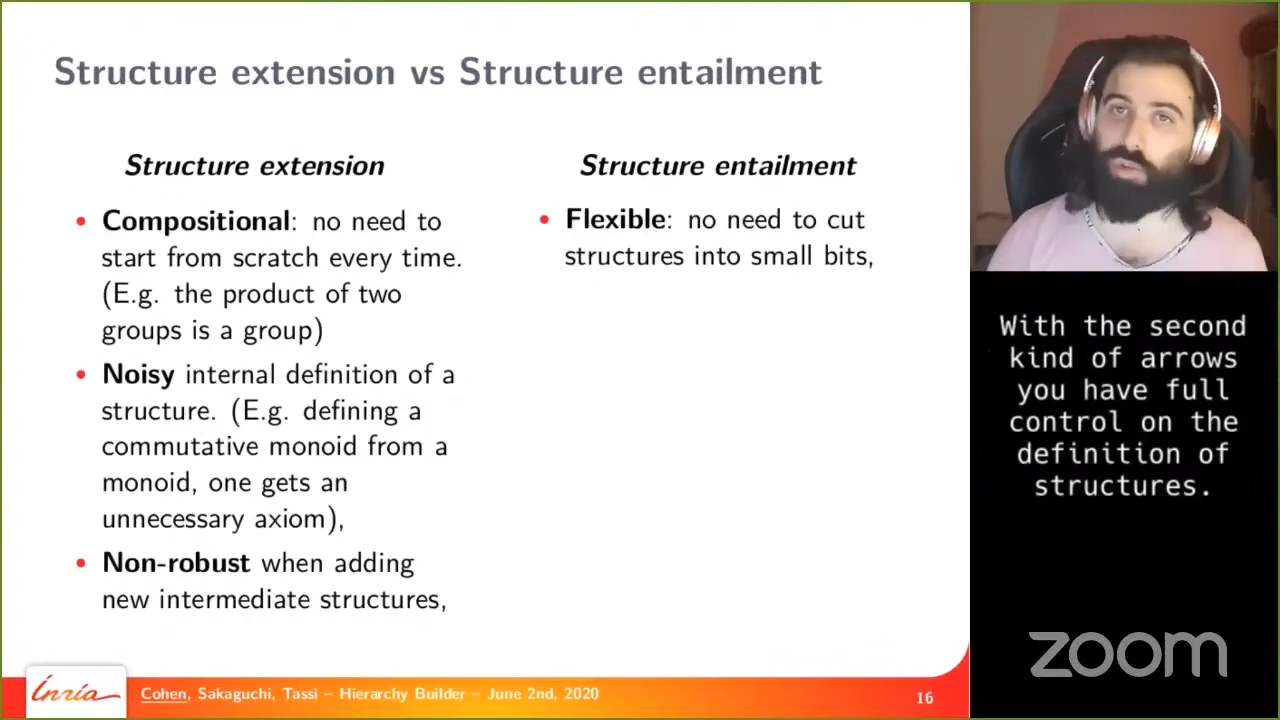 Structure extension vs Structure entailment
Structure extension
• Compositional: no need to
start from scratch every time.
(E.g. the product of two
groups is a group)
• Noisy internal definition of a
structure. (E.g. defining a
commutative monoid from a
monoid, one gets an
unnecessary axiom),
• Non-robust when adding
new intermediate structures,
Structure entailment
• Flexible: no need to cut
structures into small bits,
With the second
kind of arrows
you have full
control on the
definition of
structures.
zoom
Inria
Cohen, Sakaguchi, Tassi – Hierarchy Builder – June 2nd, 2020
16